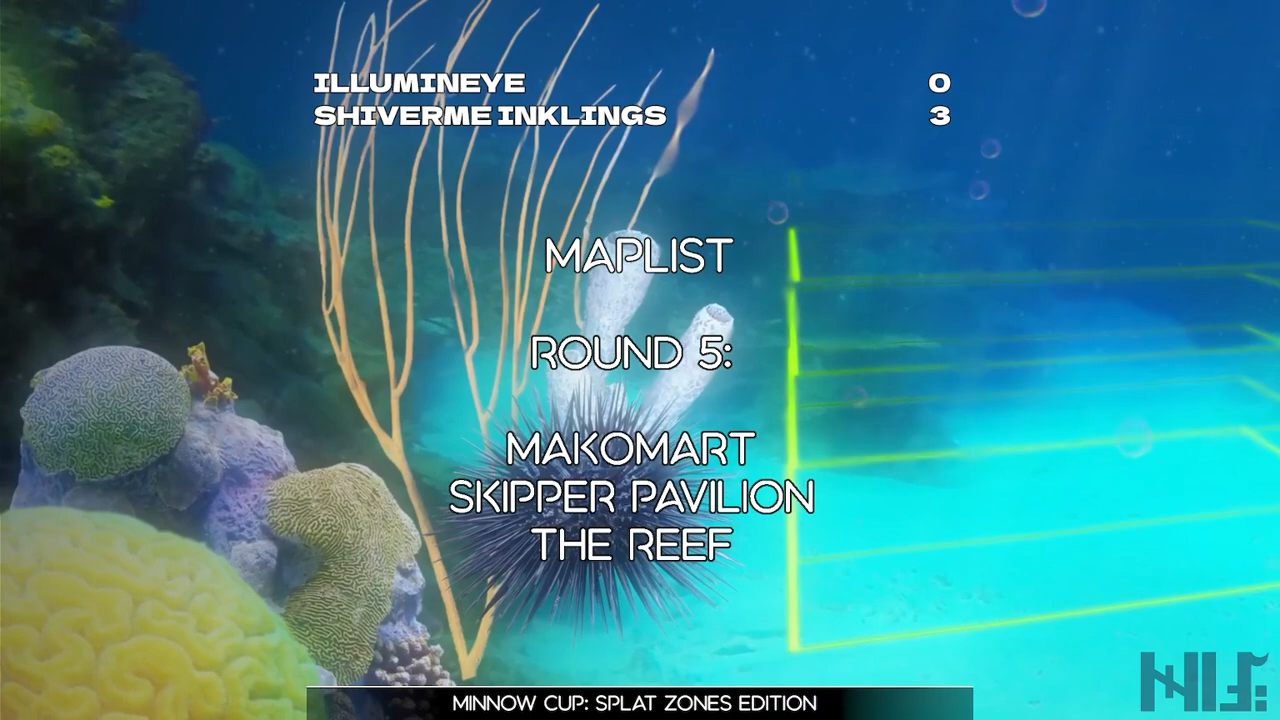 ILLUMINEYE 0
SHIVERME INKLINGS 3
MAPLIST
ROUND 5:
MAKOMART
SKIPPER PAVILION
THE REEF
MINNOW CUP: SPLAT ZONES EDITION